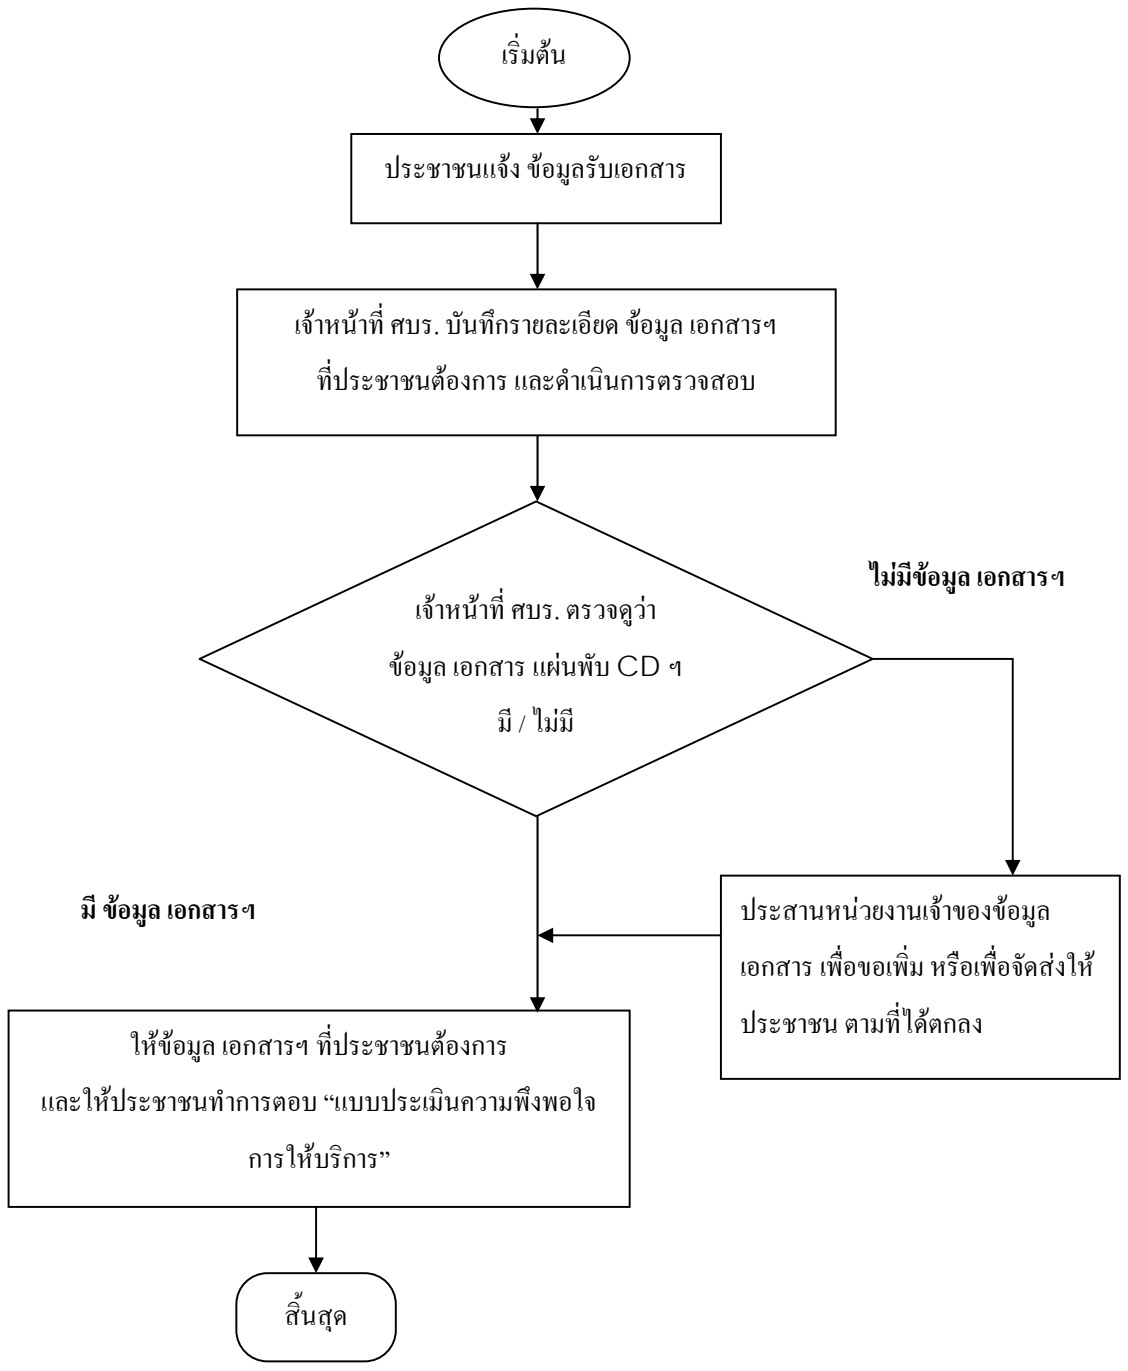 เริ่มต้น
ประชาชนแจ้ง ข้อมูลรับเอกสาร
เจ้าหน้าที่ ศบร. บันทึกรายละเอียด ข้อมูล เอกสารฯ
ที่ประชาชนต้องการ และดำเนินการตรวจสอบ
ไม่มีข้อมูล เอกสารฯ
เจ้าหน้าที่ ศบร. ตรวจดูว่า
ข้อมูล เอกสาร แผ่นพับ CD ฯ
มี / ไม่มี
มี ข้อมูล เอกสารฯ
ประสานหน่วยงานเจ้าของข้อมูล
เอกสาร เพื่อขอเพิ่ม หรือเพื่อจัดส่งให้
ประชาชน ตามที่ได้ตกลง
ให้ข้อมูล เอกสารฯ ที่ประชาชนต้องการ
และให้ประชาชนทำการตอบ “แบบประเมินความพึงพอใจ
การให้บริการ”
สิ้นสุด